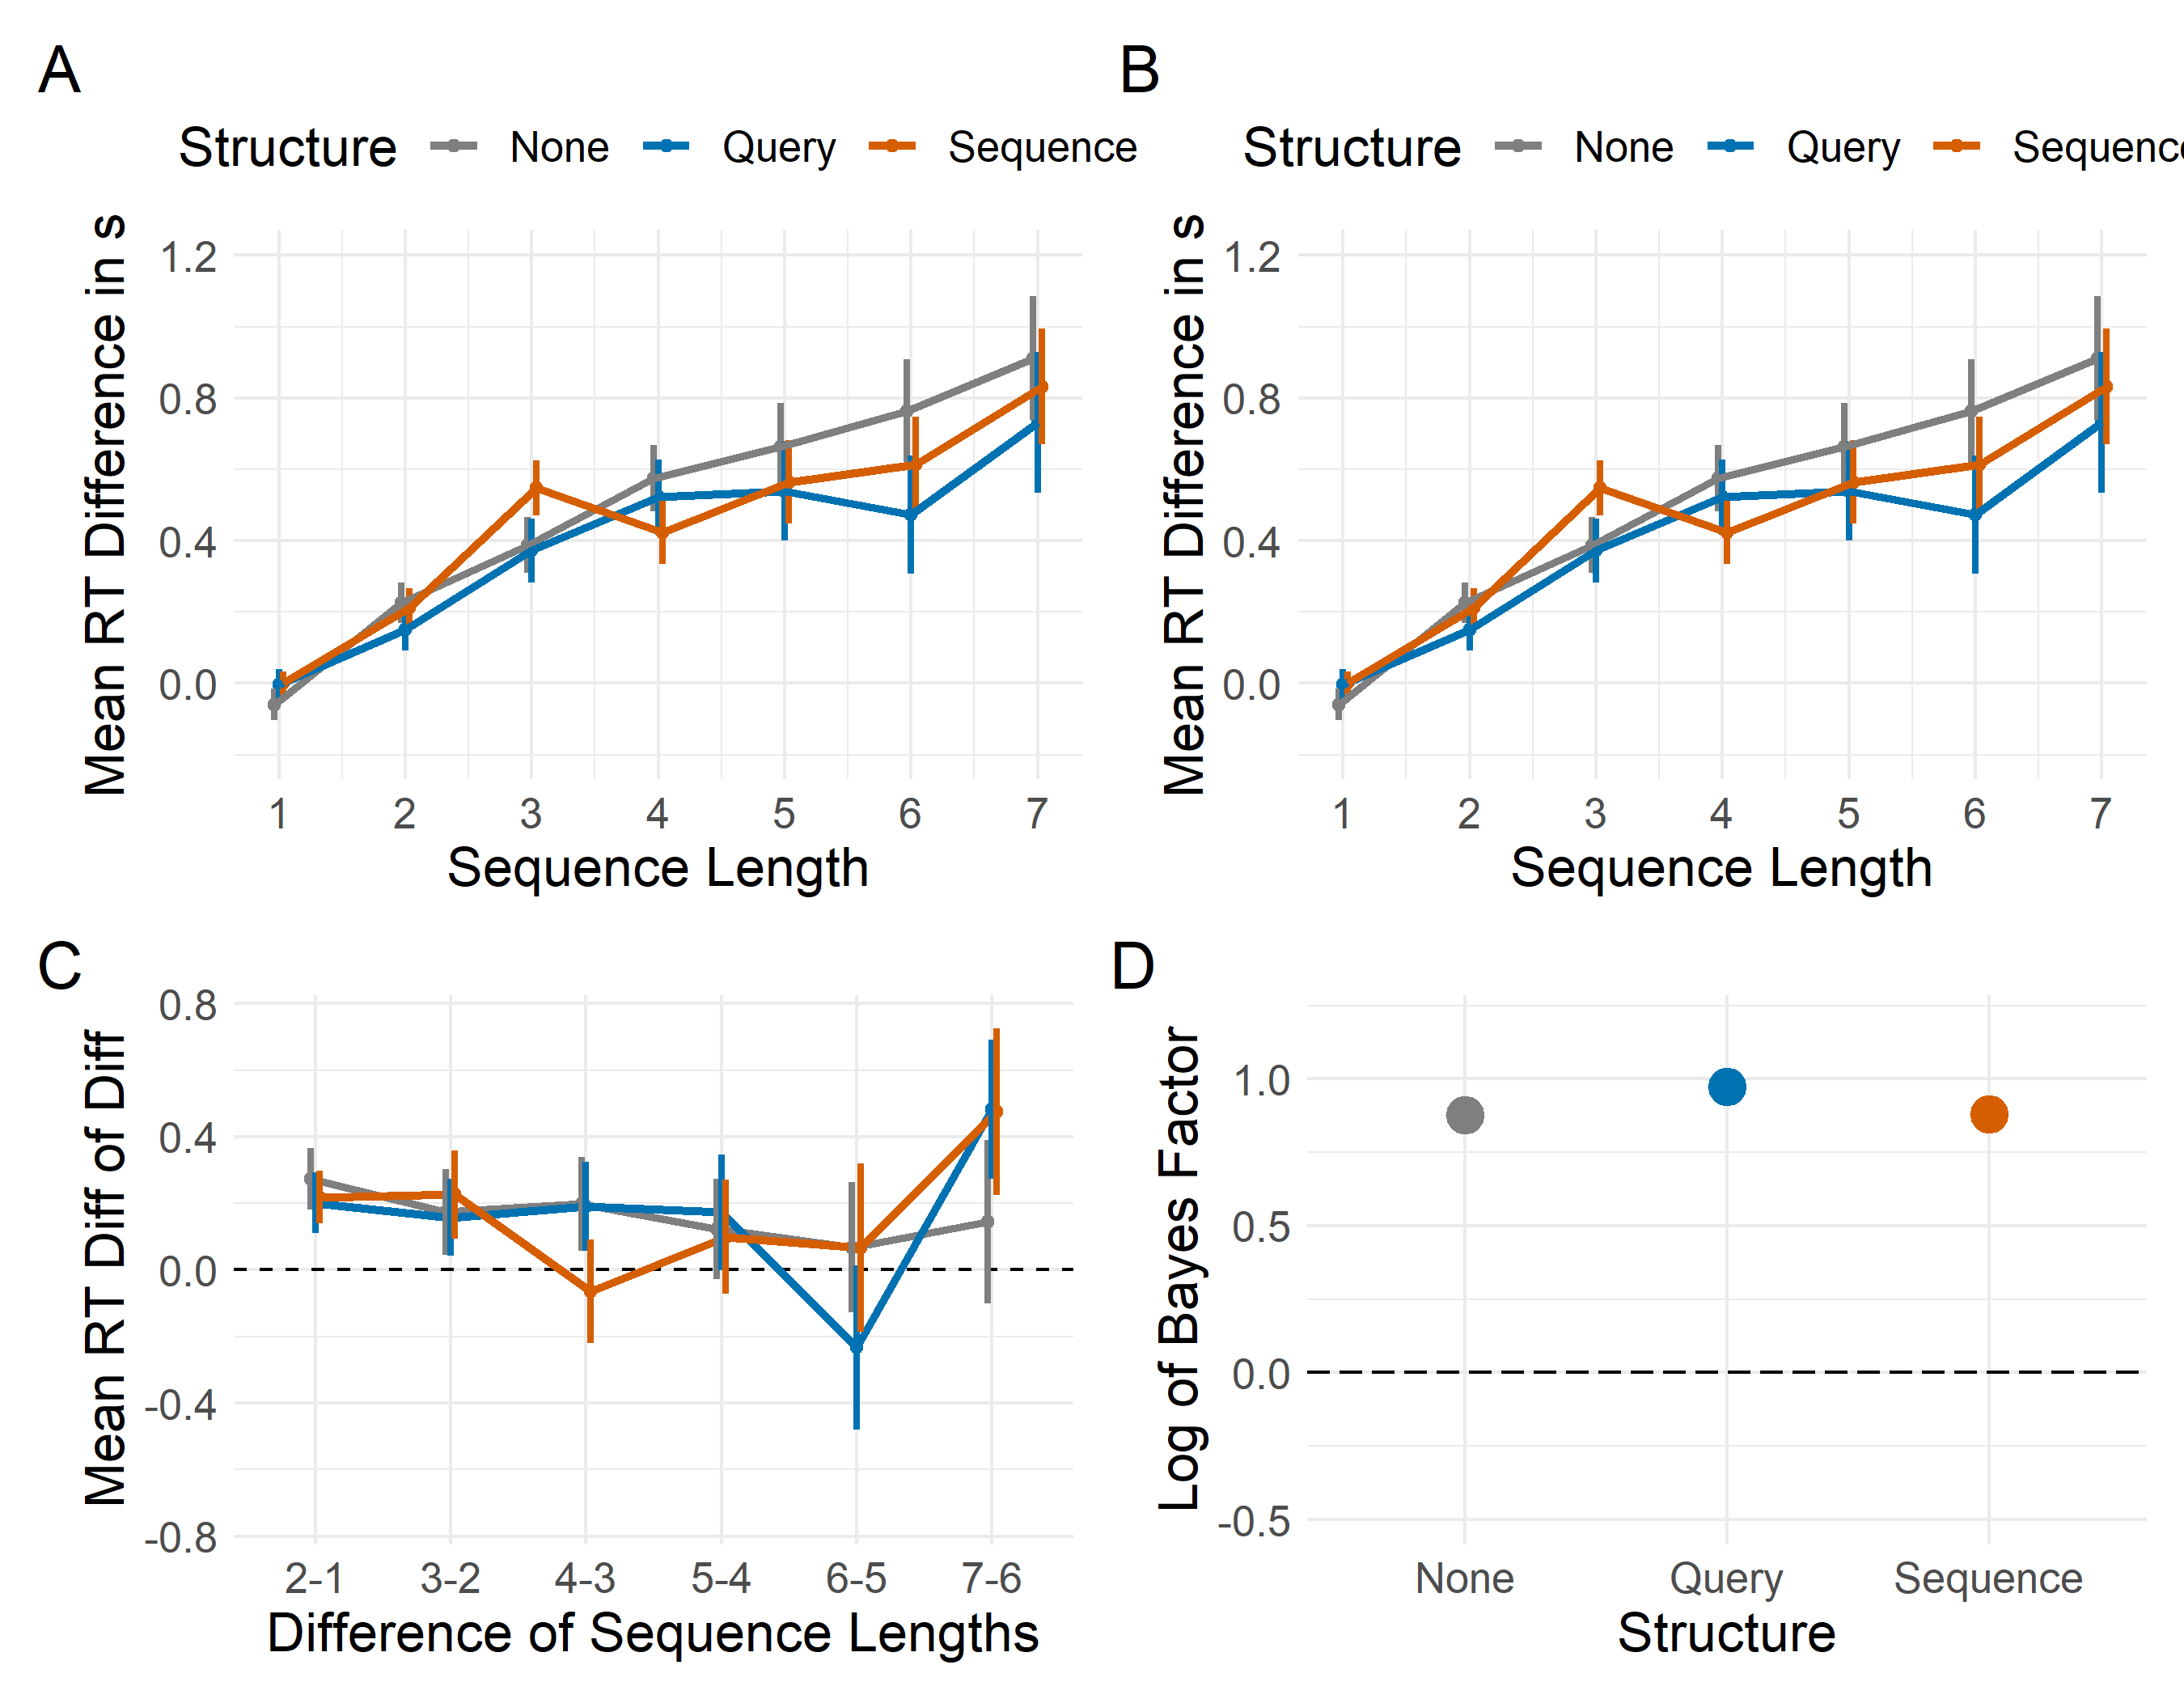 A
Structure None Query Sequence
Mean RT Difference in s
1.2
0.8
0.4
0.0
1 2 3 4 5 6 7
Sequence Length
B
Structure None Query Sequenc
Mean RT Difference in s
1.2
0.8
0.4
0.0
1 2 3 4 5 6 7
Sequence Length
C
Mean RT Diff of Diff
0.8
0.4
0.0
-0.4
-0.8
2-1 3-2 4-3 5-4 6-5 7-6
Difference of Sequence Lengths
D
Log of Bayes Factor
1.0
0.5
0.0
-0.5
None Query Sequence
Structure